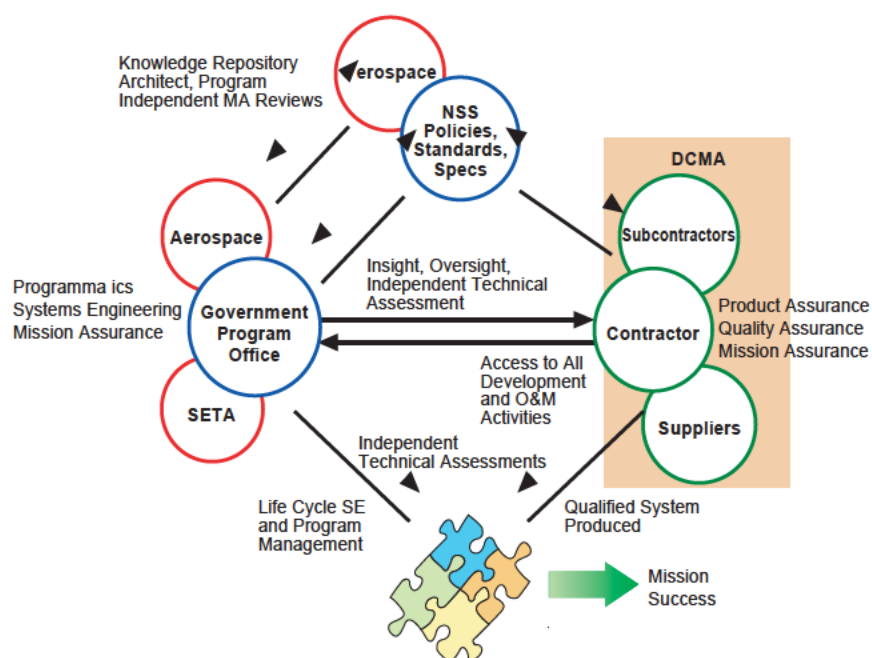 Knowledge Repository
Architect, Program
Independent MA Reviews
erospace
NSS
Policies,
Standards,
Specs
DCMA
Subcontractors
Aerospace
Insight, Oversight,
Independent Technical
Assessment
Programma ics
Systems Engineering
Mission Assurance
Government
Program
Office
Contractor
Product Assurance
Quality Assurance
Mission Assurance
Access to All
Development
and O&M
Activities
SETA
Suppliers
Independent
Technical Assessments
Life Cycle SE
and Program
Management
Qualified System
Produced
Mission
Success